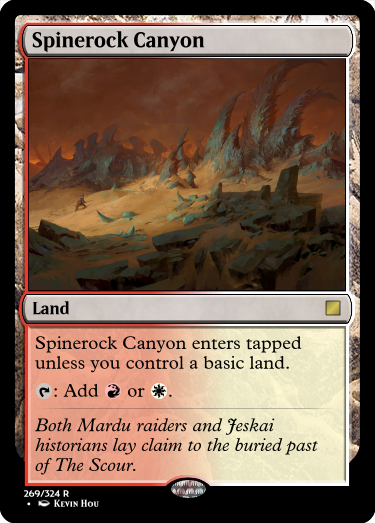 Spinerock Canyon
Land
Spinerock Canyon enters tapped
unless you control a basic land.
: Add or .
Both Mardu raiders and Jeskai
historians lay claim to the buried past
of The Scour.
269/324 R
• Kevin Hou